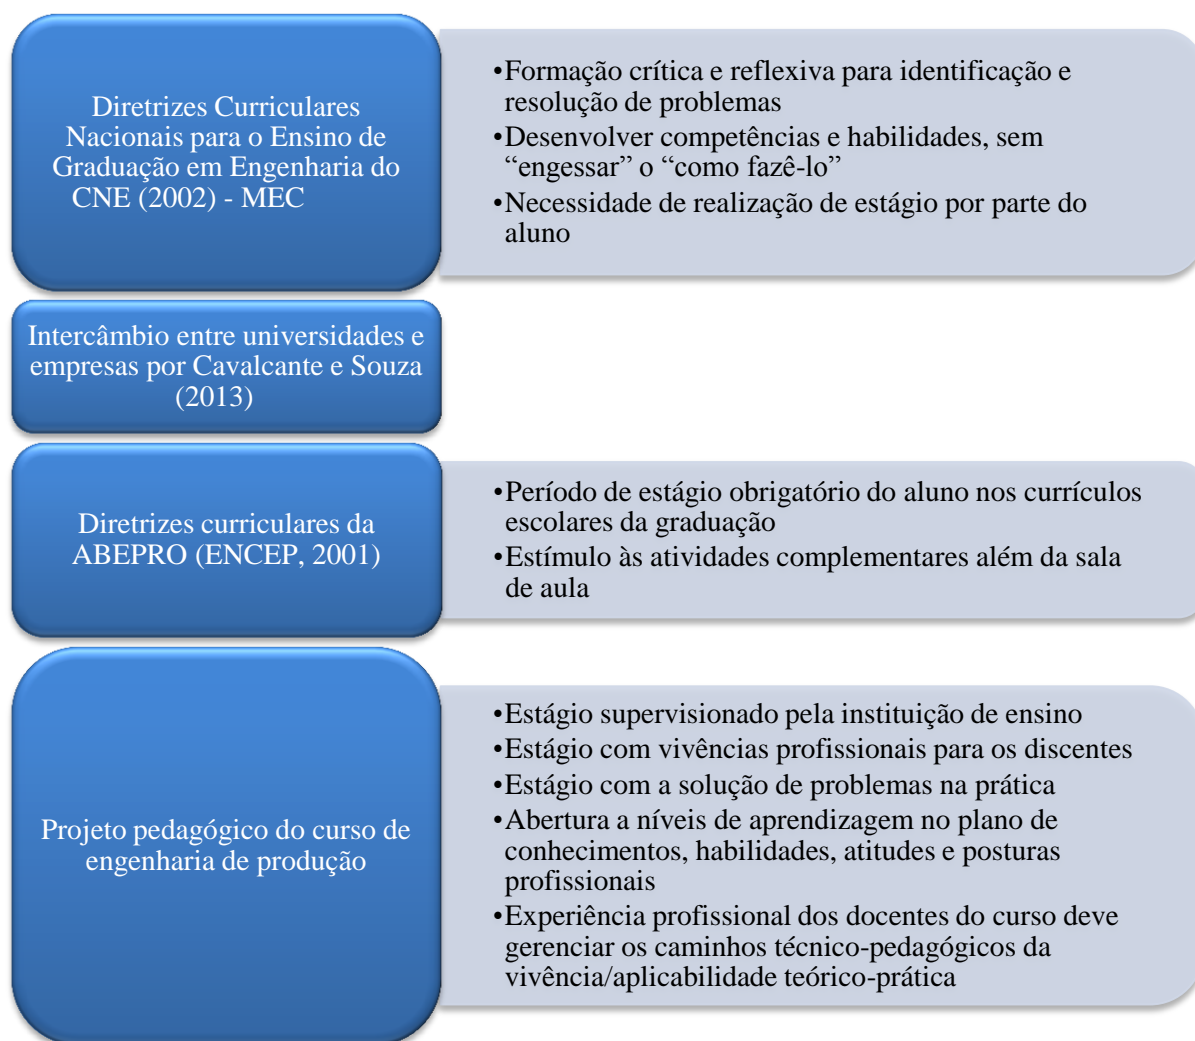 Diretrizes Curriculares
Nacionais para o Ensino de
Graduação em Engenharia do
CNE (2002) - MEC
•Formação crítica e reflexiva para identificação e
resolução de problemas
•Desenvolver competências e habilidades, sem
“engessar” o “como fazê-lo”
•Necessidade de realização de estágio por parte do
aluno
Intercâmbio entre universidades e
empresas por Cavalcante e Souza
(2013)
Diretrizes curriculares da
ABEPRO (ENCEP, 2001)
•Período de estágio obrigatório do aluno nos currículos
escolares da graduação
•Estímulo às atividades complementares além da sala
de aula
Projeto pedagógico do curso de
engenharia de produção
•Estágio supervisionado pela instituição de ensino
•Estágio com vivências profissionais para os discentes
•Estágio com a solução de problemas na prática
•Abertura a níveis de aprendizagem no plano de
conhecimentos, habilidades, atitudes e posturas
profissionais
•Experiência profissional dos docentes do curso deve
gerenciar os caminhos técnico-pedagógicos da
vivência/aplicabilidade teórico-prática